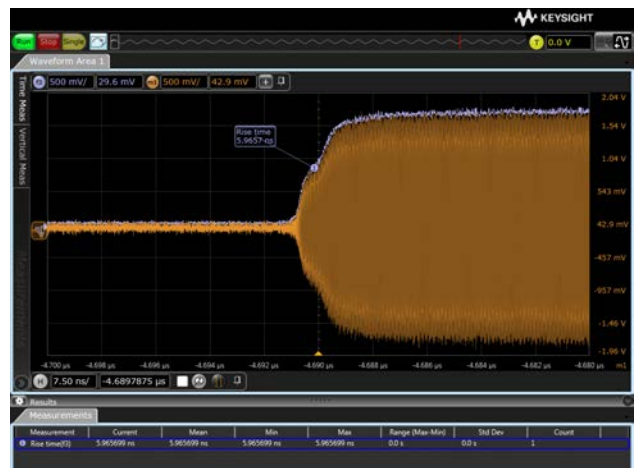 KEYSIGHT
Run Stop Single T 0.0 V
Waveform Area 1
500 mV/ 29.6 mV m1 500 mV/ 42.9 mV +
Time Meas
Vertical Meas
Measurements
2.04 V
1.54 V
1.04 V
543 mV
42.9 mV
-457 mV
-957 mV
-1.46 V
-1.96 V
Rise time
5.9657 ns
-4.700 µs -4.698 µs -4.696 µs -4.694 µs -4.692 µs -4.690 µs -4.688 µs -4.686 µs -4.684 µs -4.682 µs -4.680 µs m1
H 7.50 ns/ -4.6897875 µs
Results
Measurements
Measurement Current Mean Min Max Range (Max-Min) Std Dev Count
Rise time(f2) 5.965699 ns 5.965699 ns 5.965699 ns 5.965699 ns 0.0 s 0.0 s 1